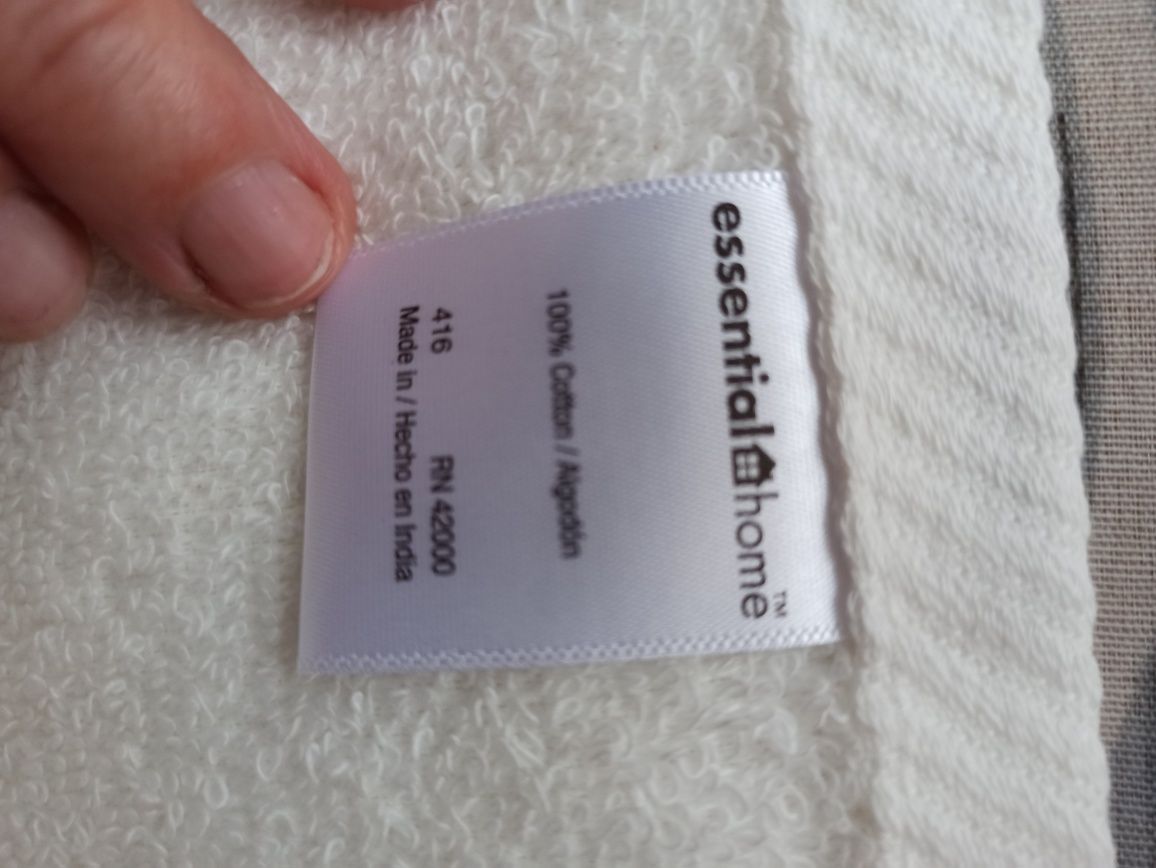 essential home™
100% Cotton / Algodón
416 RN 42000
Made in / Hecho en India